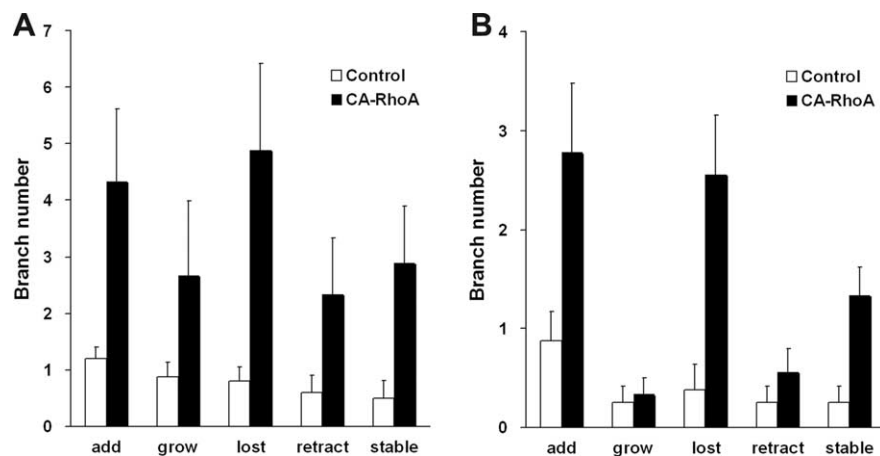 A
Branch number
7
6
5
4
3
2
1
0
Control
CA-RhoA
add grow lost retract stable
B
Branch number
4
3
2
1
0
Control
CA-RhoA
add grow lost retract stable